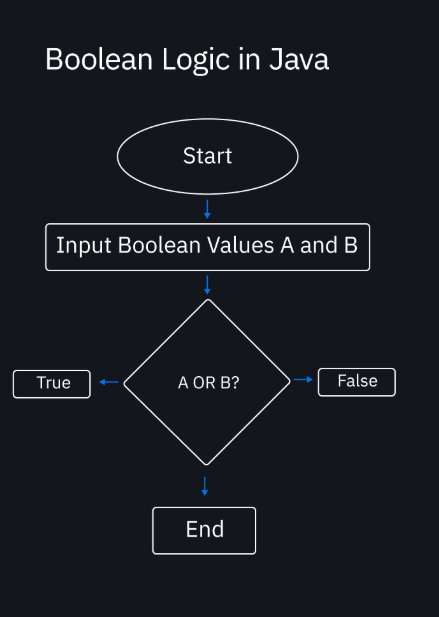 Boolean Logic in Java
Start
Input Boolean Values A and B
A OR B?
True
False
End